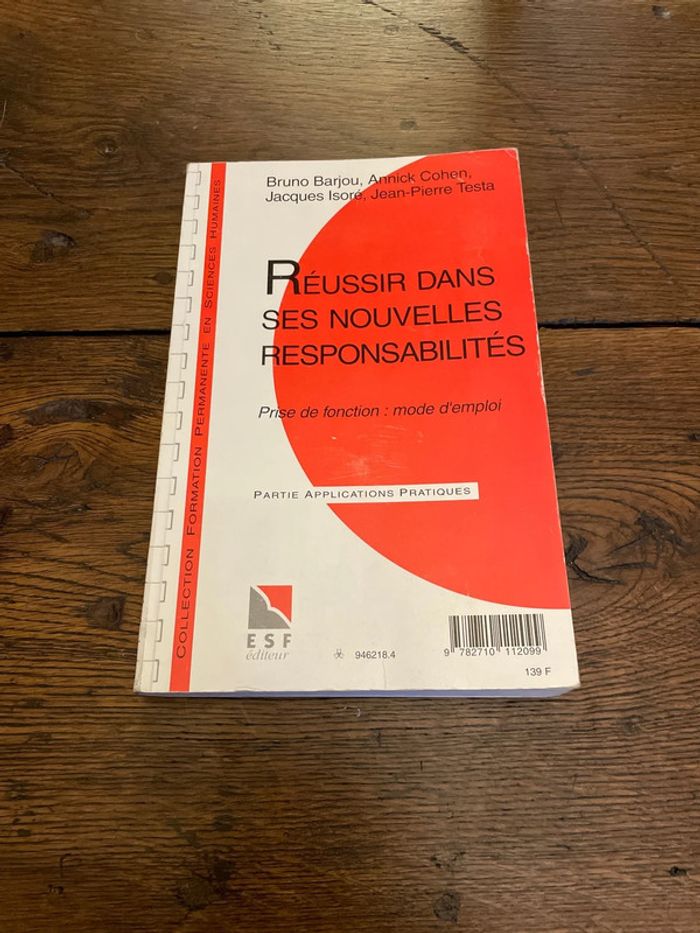 Bruno Barjou, Annick Cohen,
Jacques Isoré, Jean-Pierre Testa
RÉUSSIR DANS
SES NOUVELLES
RESPONSABILITÉS
Prise de fonction : mode d'emploi
PARTIE APPLICATIONS PRATIQUES
COLLECTION FORMATION PERMANENTE EN SCIENCES HUMAINES
ESF
éditeur
946218.4
9 782710 112099
139 F